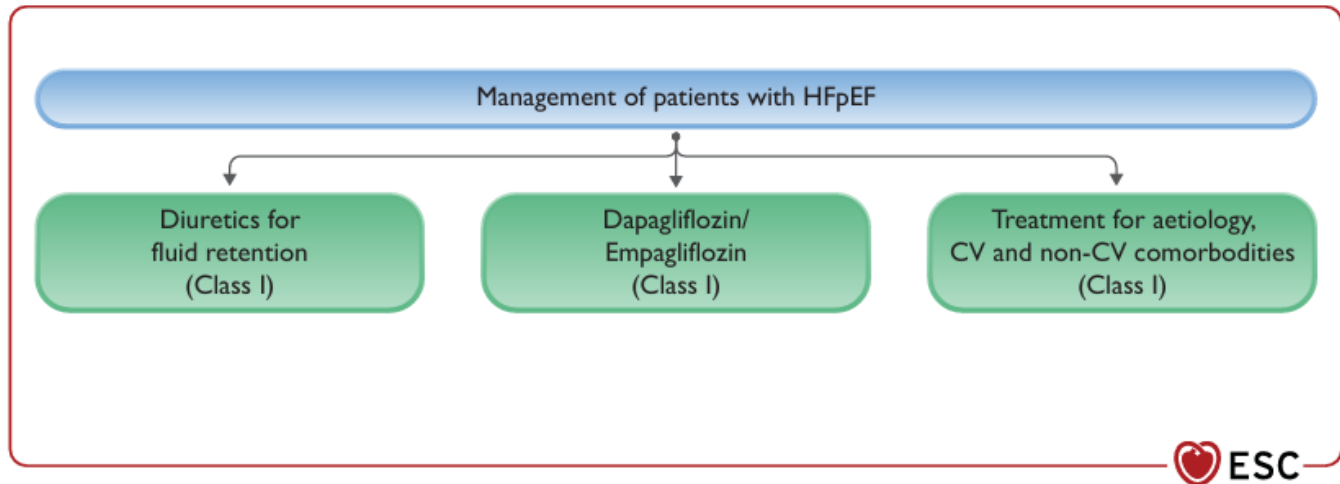 Management of patients with HFpEF
Diuretics for
fluid retention
(Class I)
Dapagliflozin/
Empagliflozin
(Class I)
Treatment for aetiology,
CV and non-CV comorbodities
(Class I)
ESC